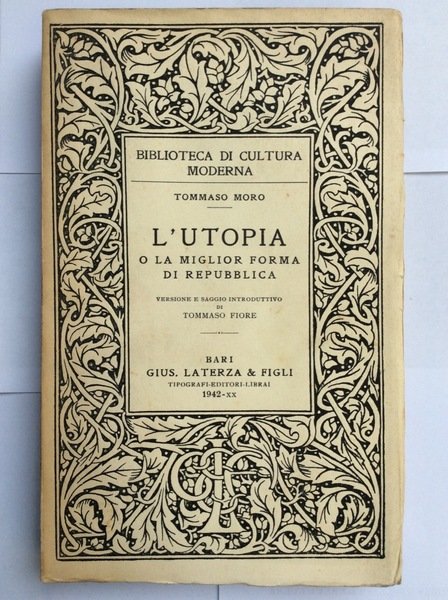 BIBLIOTECA DI CULTURA
MODERNA
TOMMASO MORO
L'UTOPIA
O LA MIGLIOR FORMA
DI REPUBBLICA
VERSIONE E SAGGIO INTRODUTTIVO
DI
TOMMASO FIORE
BARI
GIUS. LATERZA & FIGLI
TIPOGRAFI-EDITORI-LIBRAI
1942-XX